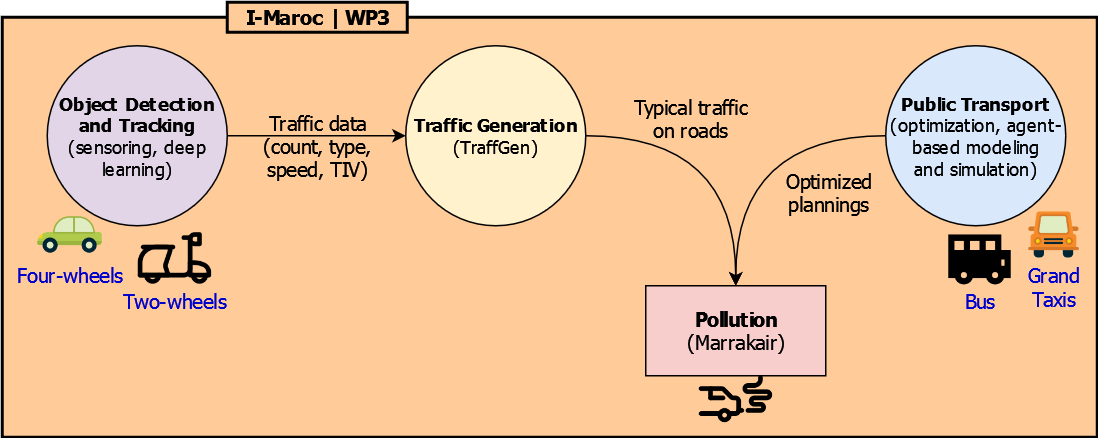 I-Maroc | WP3
Object Detection
and Tracking
(sensoring, deep
learning)
Traffic data
(count, type,
speed, TIV)
Traffic Generation
(TraffGen)
Typical traffic
on roads
Public Transport
(optimization, agent-
based modeling
and simulation)
Optimized
plannings
Four-wheels
Two-wheels
Bus
Grand
Taxis
Pollution
(Marrakair)